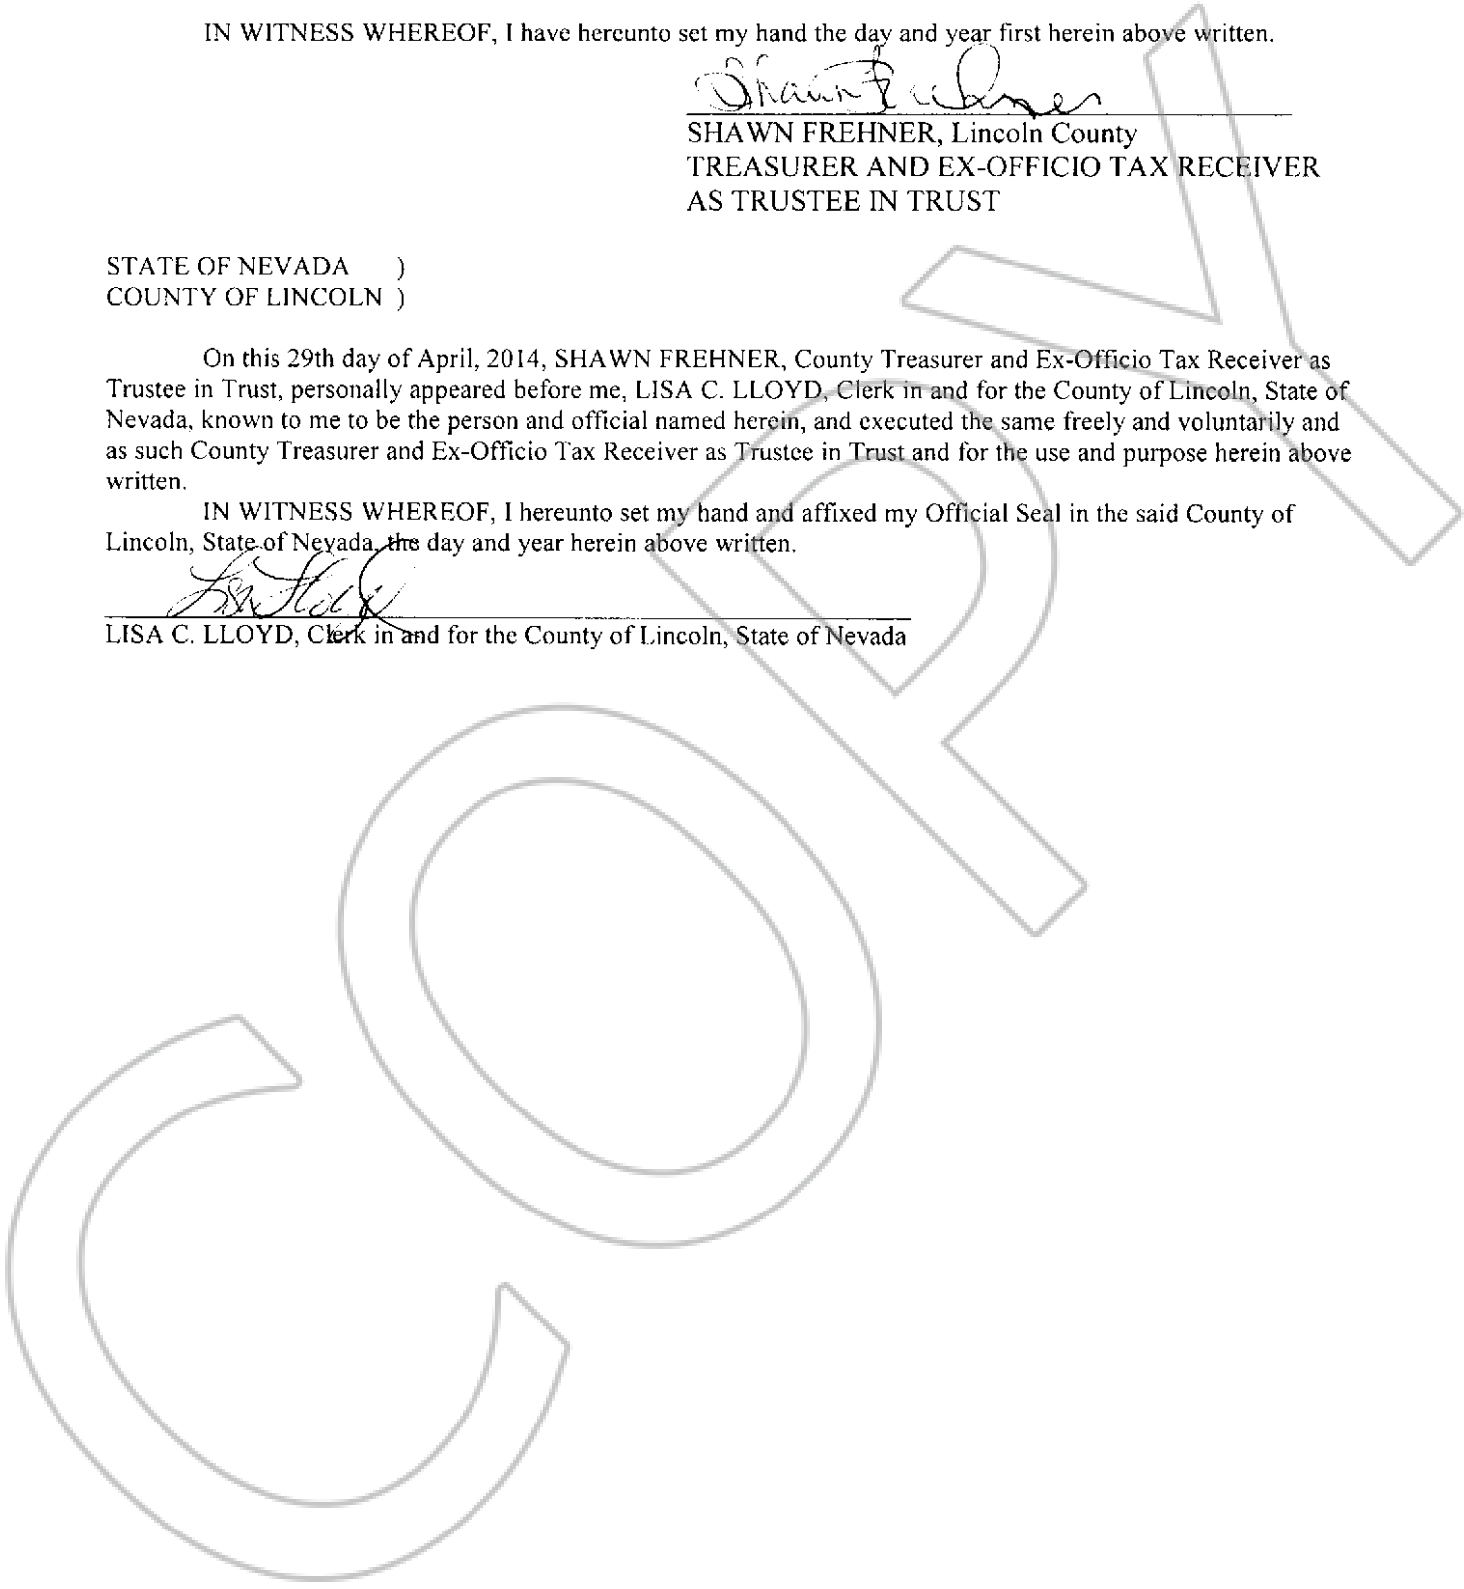 IN WITNESS WHEREOF, I have hereunto set my hand the day and year first herein above written.
Shawn Frehner
SHAWN FREHNER, Lincoln County
TREASURER AND EX-OFFICIO TAX RECEIVER
AS TRUSTEE IN TRUST
STATE OF NEVADA )
COUNTY OF LINCOLN )
On this 29th day of April, 2014, SHAWN FREHNER, County Treasurer and Ex-Officio Tax Receiver as
Trustee in Trust, personally appeared before me, LISA C. LLOYD, Clerk in and for the County of Lincoln, State of
Nevada, known to me to be the person and official named herein, and executed the same freely and voluntarily and
as such County Treasurer and Ex-Officio Tax Receiver as Trustee in Trust and for the use and purpose herein above
written.
IN WITNESS WHEREOF, I hereunto set my hand and affixed my Official Seal in the said County of
Lincoln, State of Nevada, the day and year herein above written.
Lisa Lloyd
LISA C. LLOYD, Clerk in and for the County of Lincoln, State of Nevada
COPY